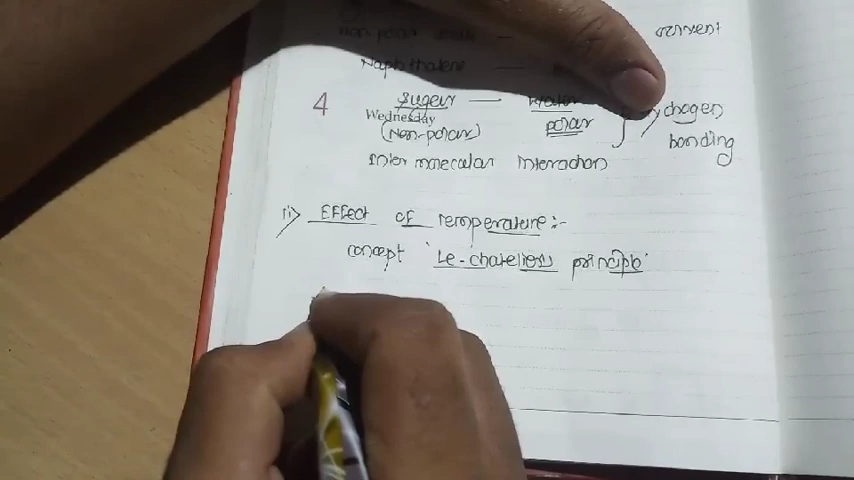 Naphthalene —
4 sugar — water
Wednesday
(Non-polar) polar hydrogen
bonding
Inter molecular Interaction
ii> Effect of Temperature :-
concept 'Le-chateliers principle'